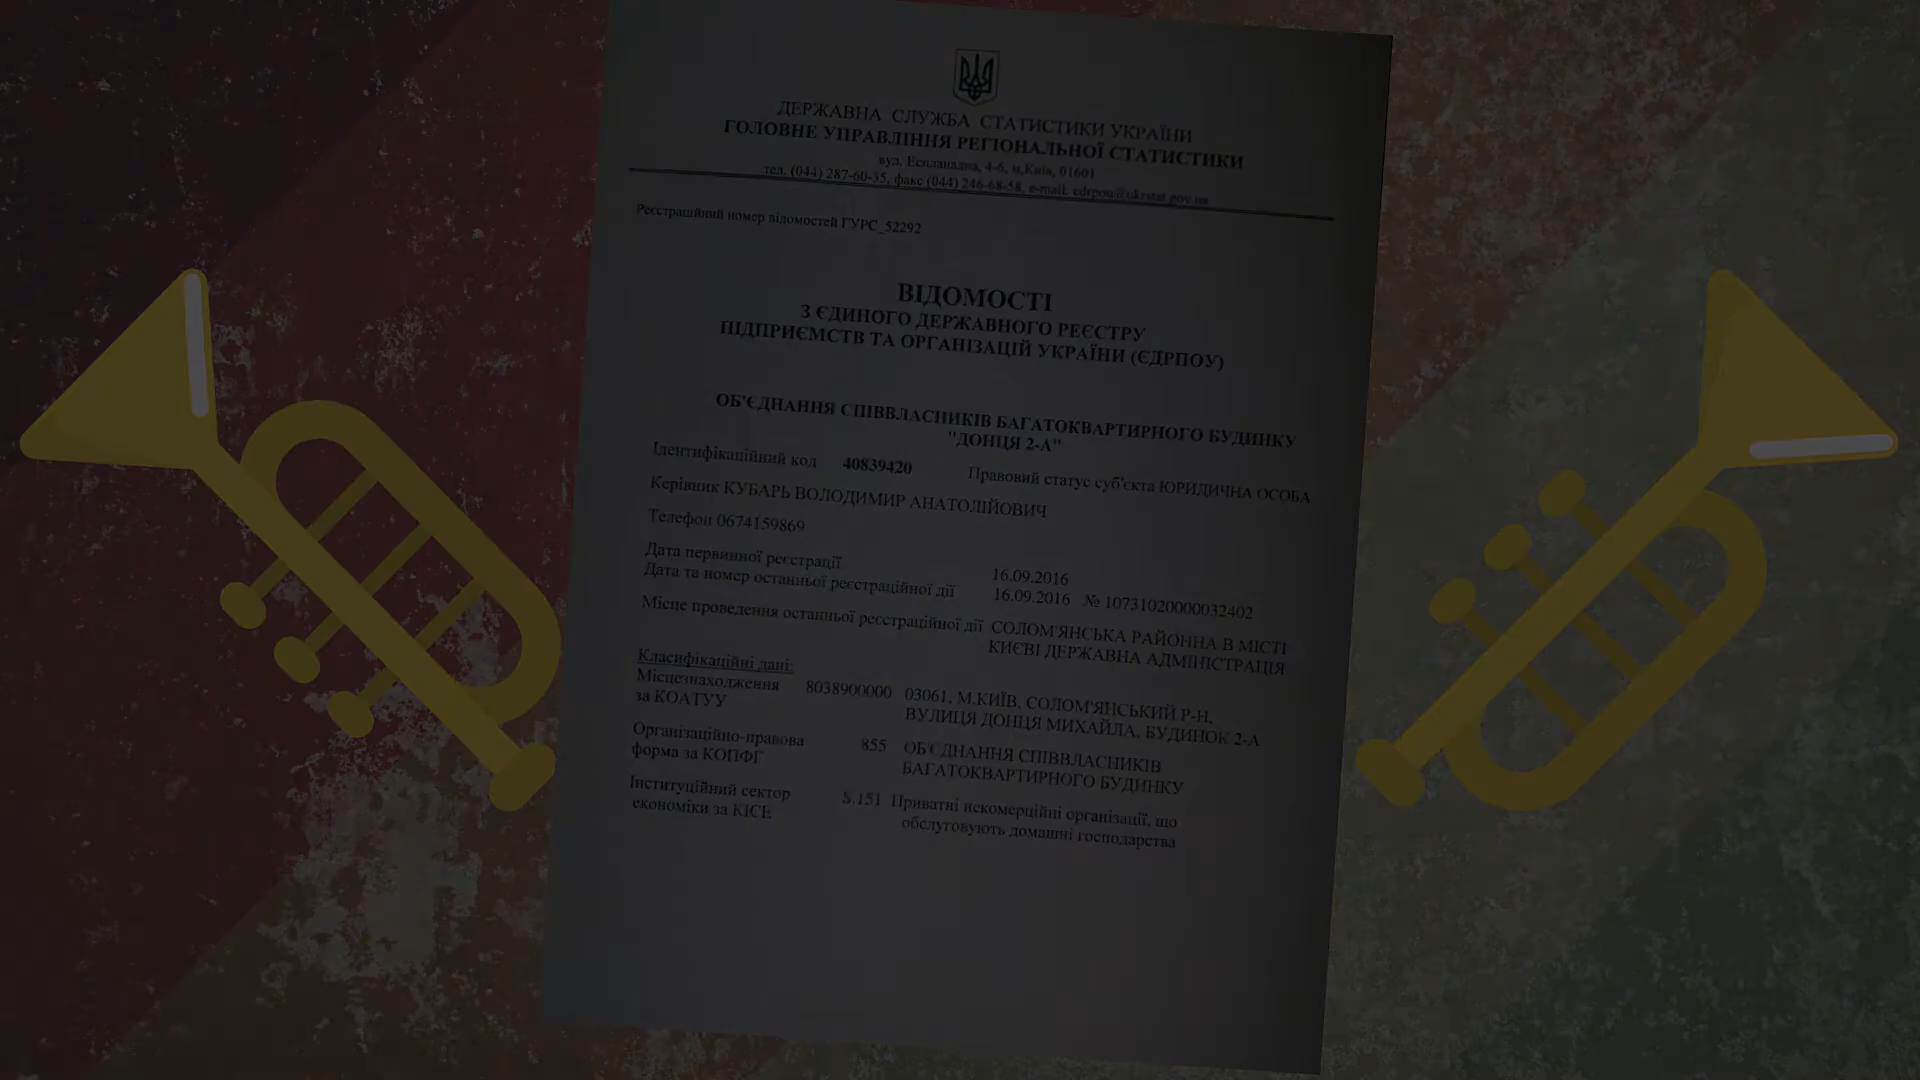 ДЕРЖАВНА СЛУЖБА СТАТИСТИКИ УКРАЇНИ
ГОЛОВНЕ УПРАВЛІННЯ РЕГІОНАЛЬНОЇ СТАТИСТИКИ
вул. Еспланадна, 4-6, м.Київ, 01601
тел. (044) 287-60-35, факс (044) 246-68-58, e-mail: edrpou@ukrstat.gov.ua
Реєстраційний номер відомостей ГУРС_52292
ВІДОМОСТІ
З ЄДИНОГО ДЕРЖАВНОГО РЕЄСТРУ
ПІДПРИЄМСТВ ТА ОРГАНІЗАЦІЙ УКРАЇНИ (ЄДРПОУ)
ОБ'ЄДНАННЯ СПІВВЛАСНИКІВ БАГАТОКВАРТИРНОГО БУДИНКУ
"ДОНЦЯ 2-А"
Ідентифікаційний код 40839420 Правовий статус суб'єкта ЮРИДИЧНА ОСОБА
Керівник КУБАРЬ ВОЛОДИМИР АНАТОЛІЙОВИЧ
Телефон 0674159869
Дата первинної реєстрації 16.09.2016
Дата та номер останньої реєстраційної дії 16.09.2016 № 10731020000032402
Місце проведення останньої реєстраційної дії СОЛОМ'ЯНСЬКА РАЙОННА В МІСТІ
КИЄВІ ДЕРЖАВНА АДМІНІСТРАЦІЯ
Класифікаційні дані:
Місцезнаходження 8038900000 03061, М.КИЇВ, СОЛОМ'ЯНСЬКИЙ Р-Н,
за КОАТУУ ВУЛИЦЯ ДОНЦЯ МИХАЙЛА, БУДИНОК 2-А
Організаційно-правова 855 ОБ'ЄДНАННЯ СПІВВЛАСНИКІВ
форма за КОПФГ БАГАТОКВАРТИРНОГО БУДИНКУ
Інституційний сектор S.151 Приватні некомерційні організації, що
економіки за КІСЕ обслуговують домашні господарства